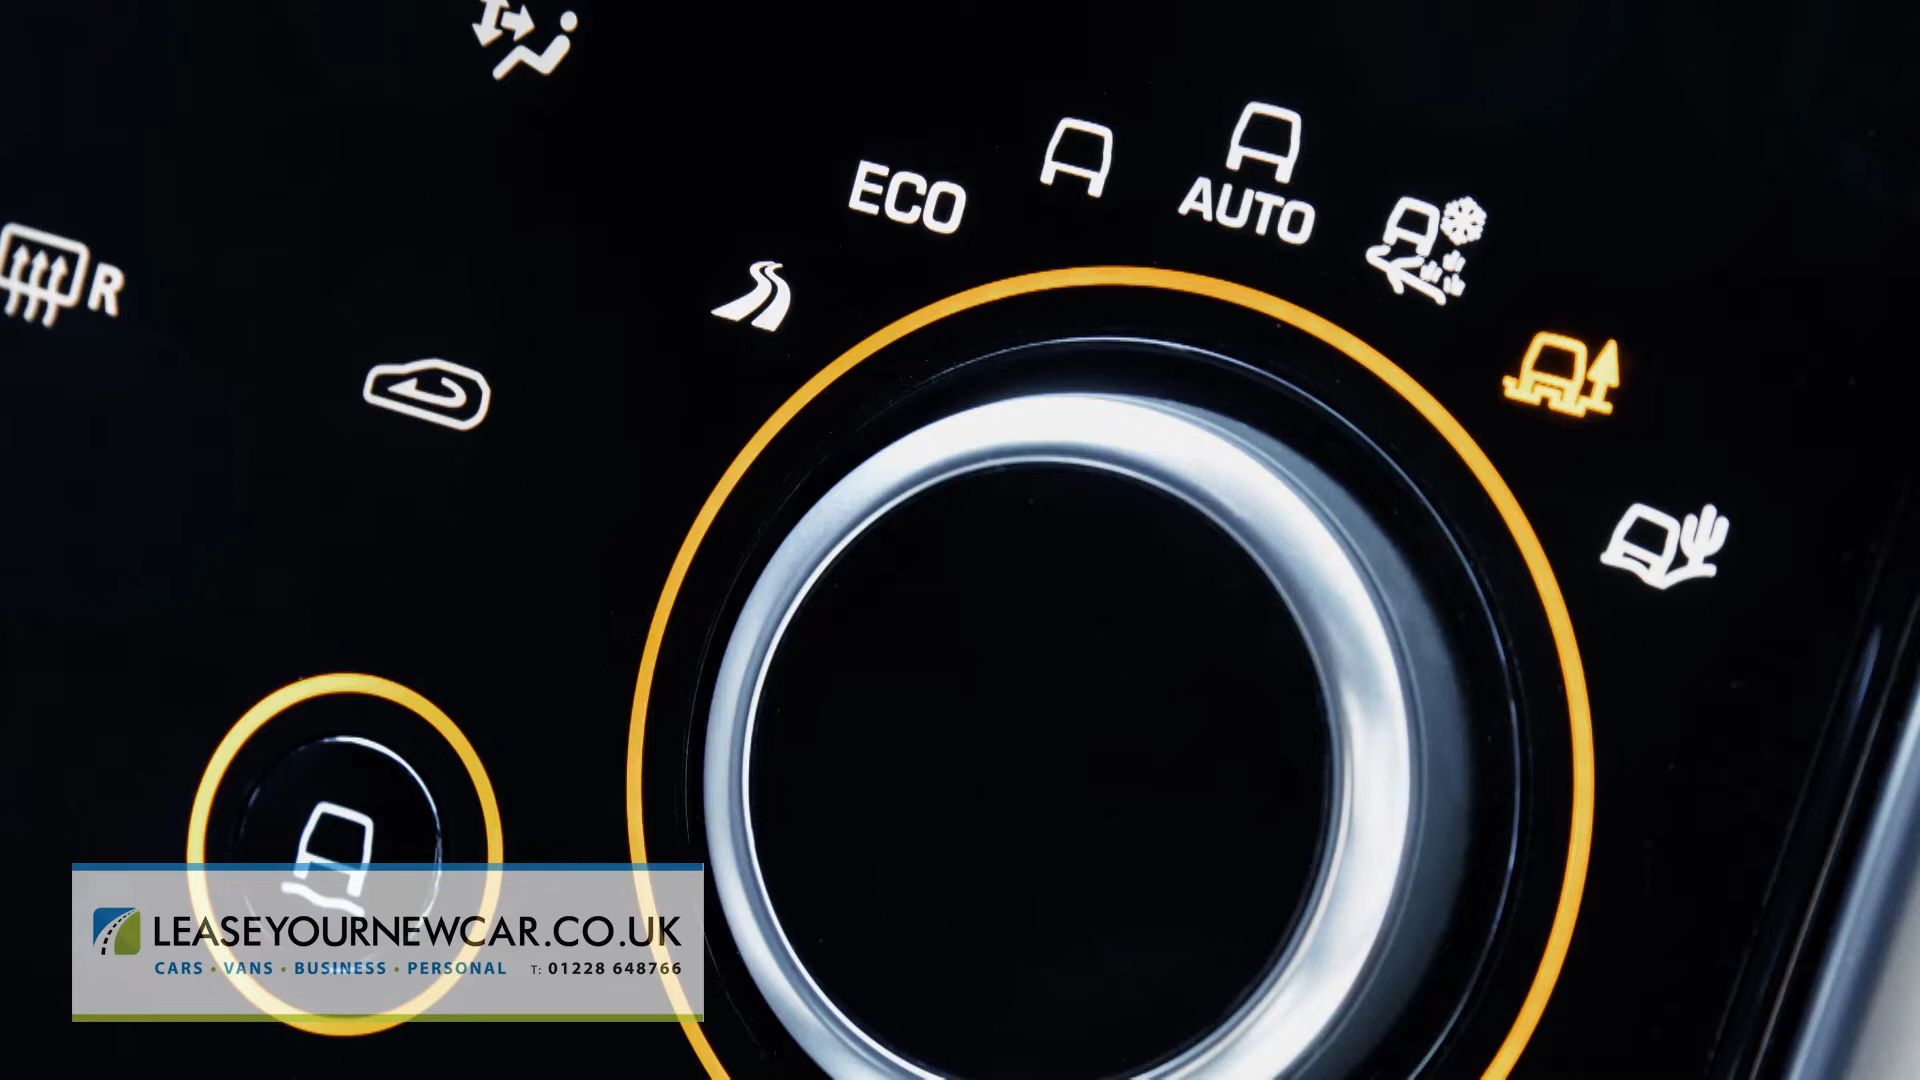 R
ECO
AUTO
LEASEYOURNEWCAR.CO.UK
CARS • VANS • BUSINESS • PERSONAL T: 01228 648766